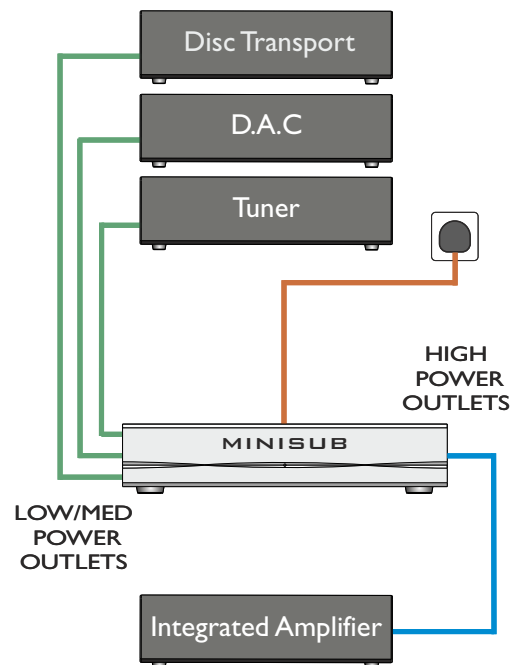 Disc Transport
D.A.C
Tuner
HIGH
POWER
OUTLETS
MINISUB
LOW/MED
POWER
OUTLETS
Integrated Amplifier